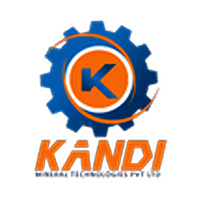 K
KANDI
MINERAL TECHNOLOGIES PVT LTD